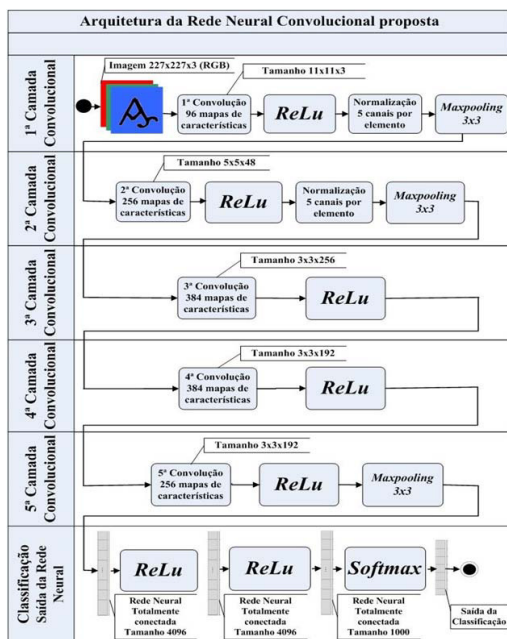 Arquitetura da Rede Neural Convolucional proposta
1ª Camada
Convolucional
Imagem 227x227x3 (RGB)
Tamanho 11x11x3
1ª Convolução
96 mapas de
características
ReLu
Normalização
5 canais por
elemento
Maxpooling
3x3
2ª Camada
Convolucional
Tamanho 5x5x48
2ª Convolução
256 mapas de
características
ReLu
Normalização
5 canais por
elemento
Maxpooling
3x3
3ª Camada
Convolucional
Tamanho 3x3x256
3ª Convolução
384 mapas de
característicás
ReLu
4ª Camada
Convolucional
Tamanho 3x3x192
4ª Convolução
384 mapas de
características
ReLu
5ª Camada
Convolucional
Tamanho 3x3x192
5ª Convolução
256 mapas de
características
ReLu
Maxpooling
3x3
Classificação
Saída da Rede
Neural
ReLu
ReLu
Softmax
Rede Neural
Totalmente
conectada
Tamanho 4096
Rede Neural
Totalmente
conectada
Tamanho 4096
Rede Neural
Totalmente
conectada
Tamanho 1000
Saída da
Classificação